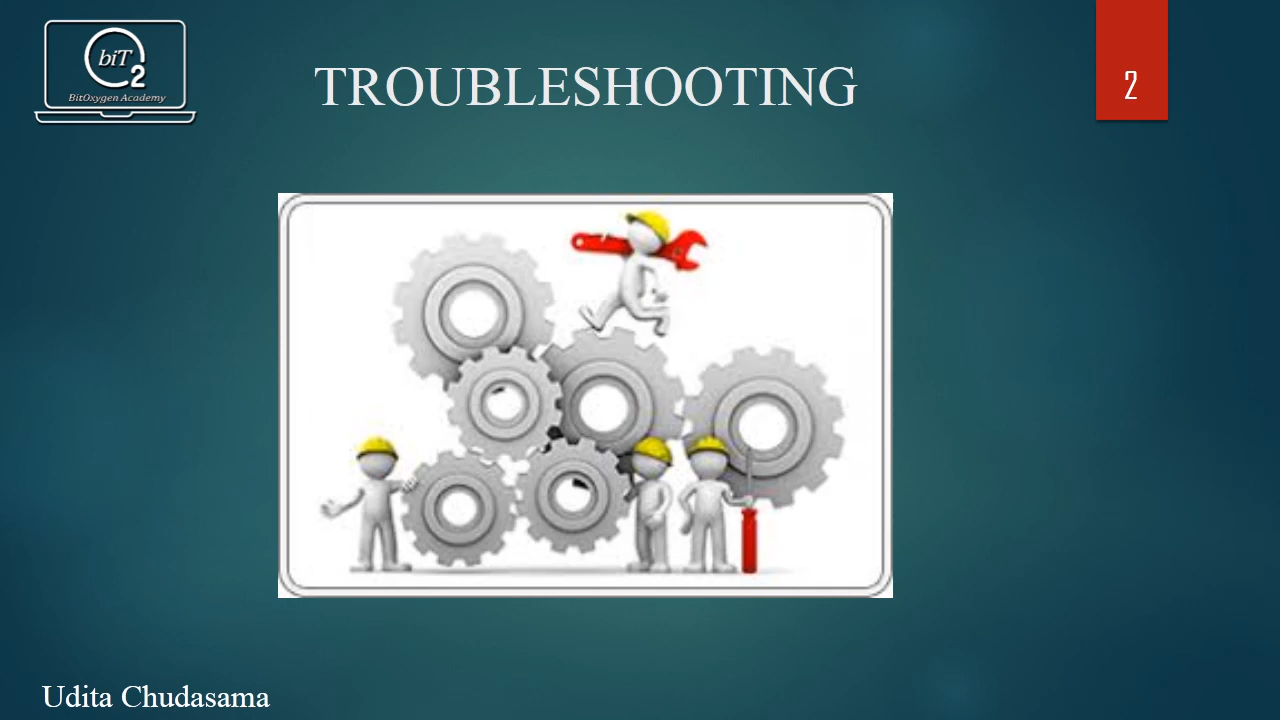 biT
2
BitOxygen Academy
TROUBLESHOOTING
2
Udita Chudasama